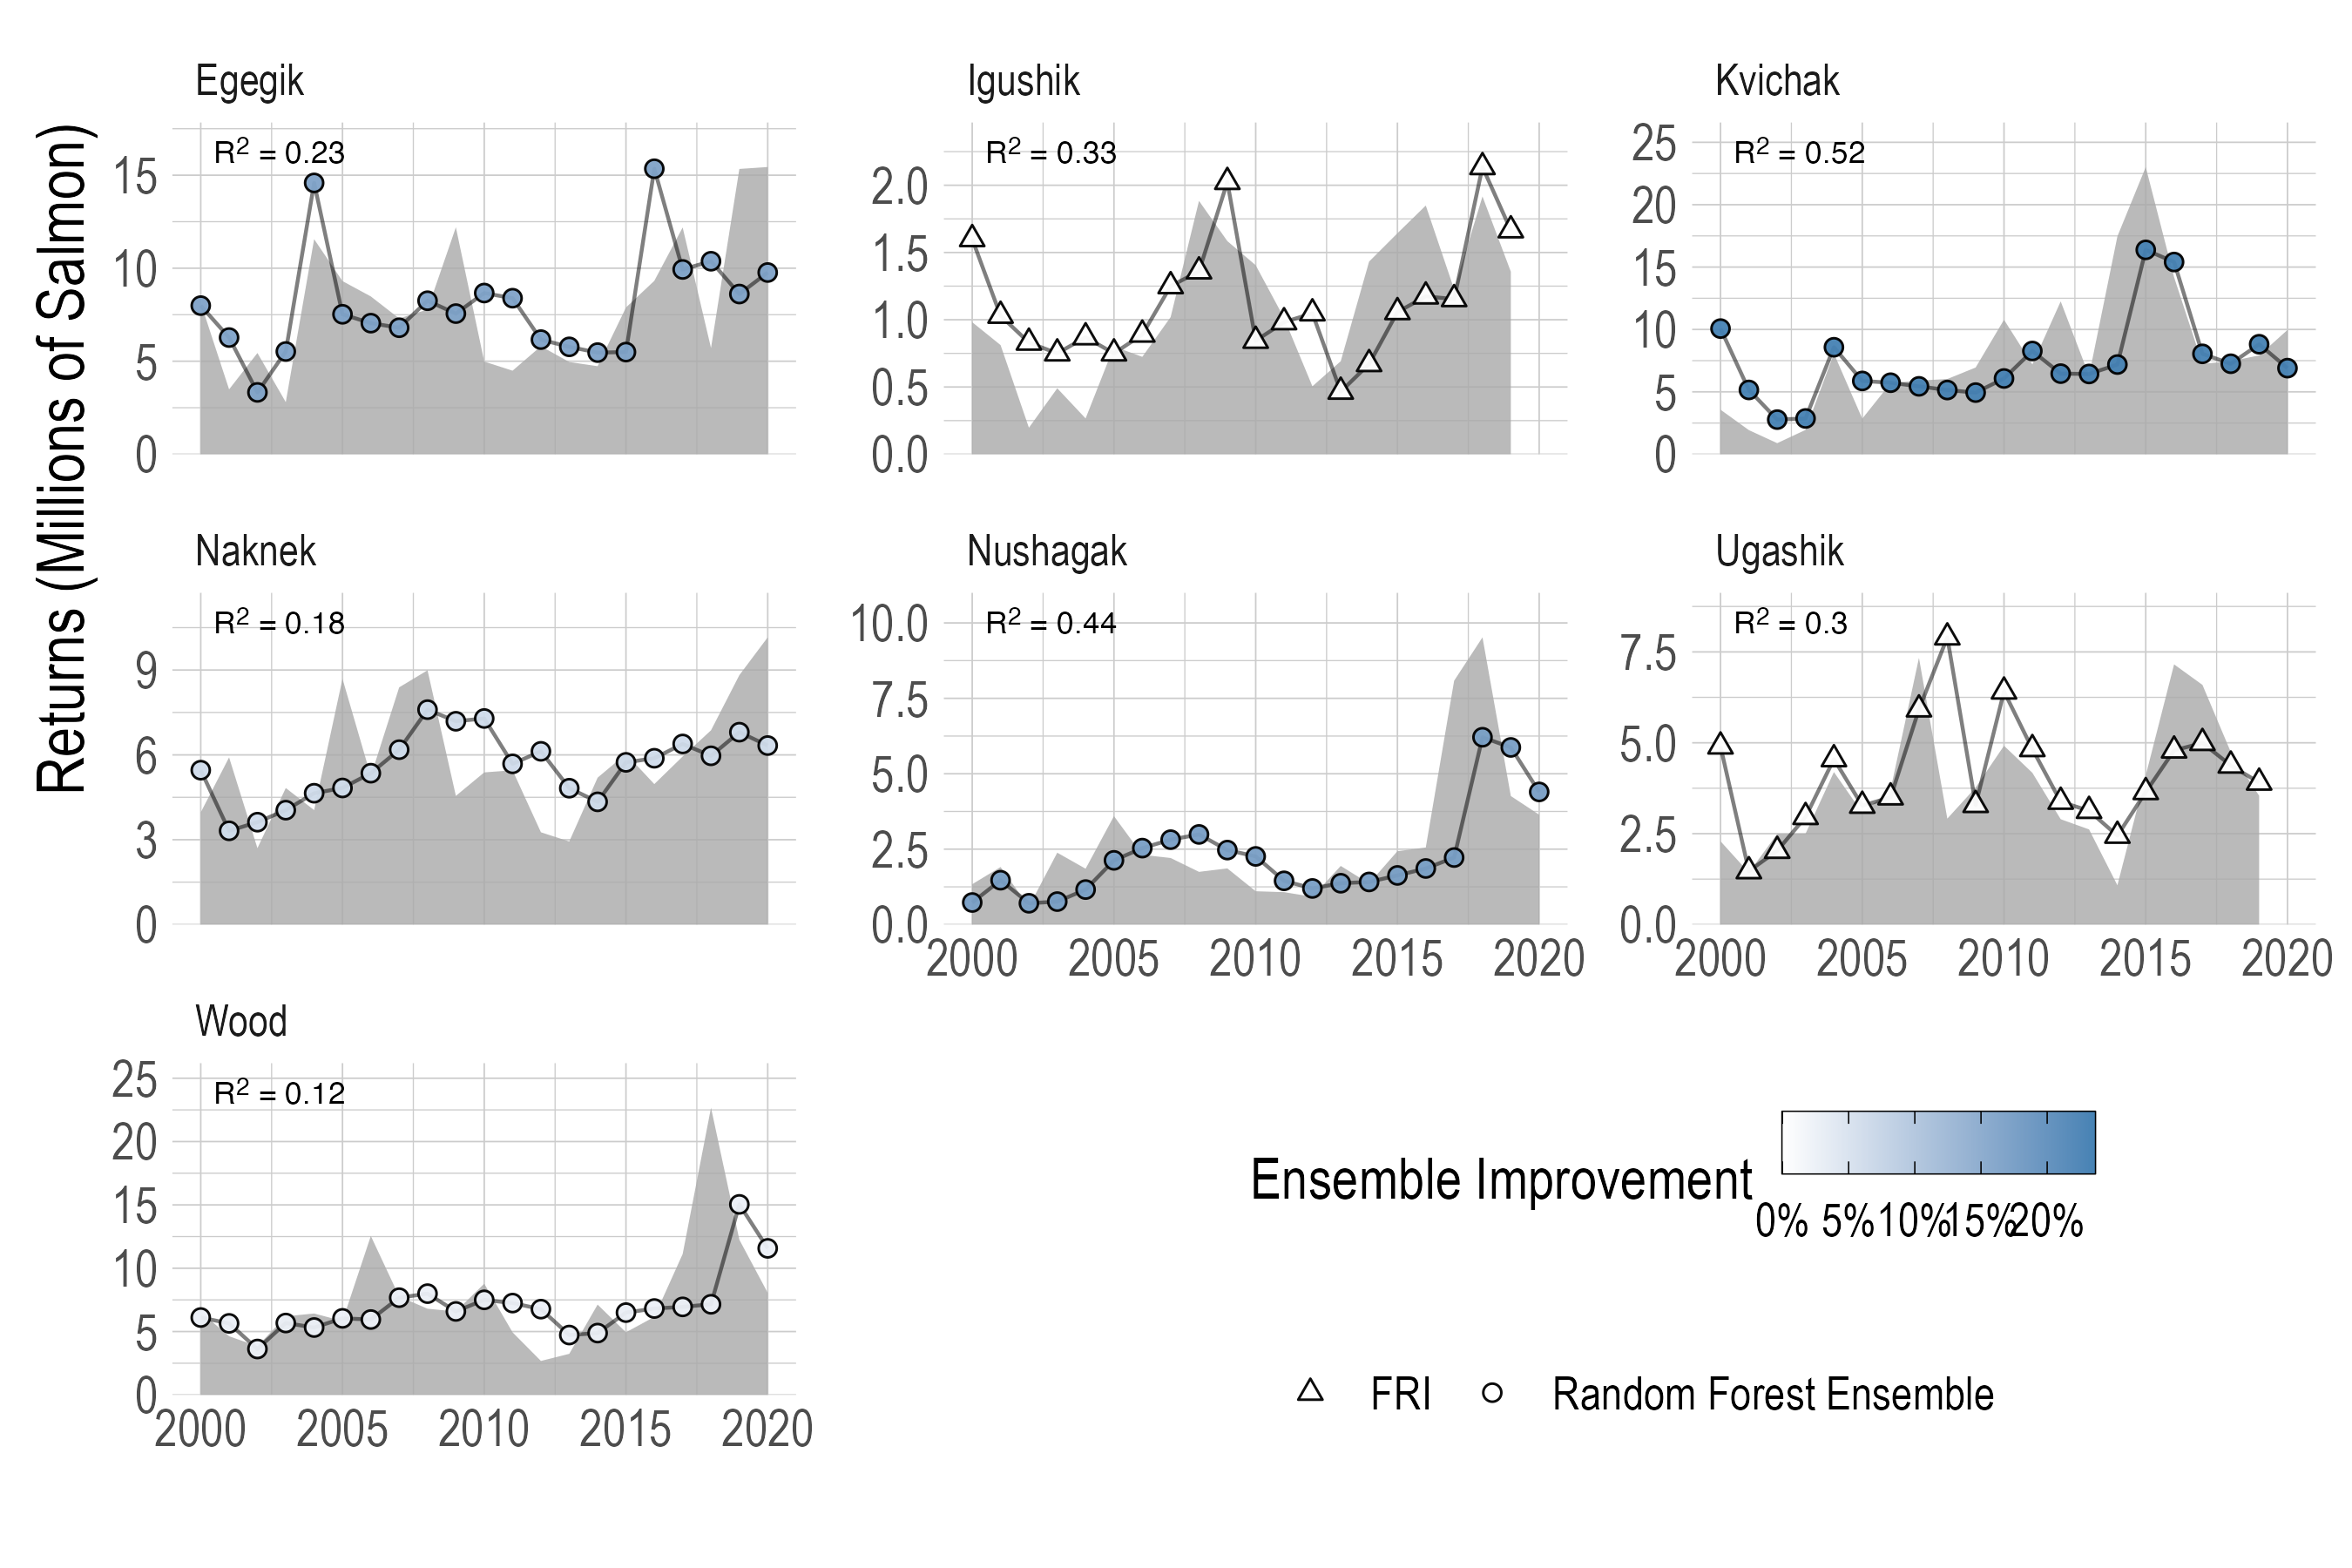 Returns (Millions of Salmon)
Egegik
R² = 0.23
15
10
5
0
Igushik
R² = 0.33
2.0
1.5
1.0
0.5
0.0
Kvichak
R² = 0.52
25
20
15
10
5
0
Naknek
R² = 0.18
9
6
3
0
Nushagak
R² = 0.44
10.0
7.5
5.0
2.5
0.0
2000 2005 2010 2015 2020
Ugashik
R² = 0.3
7.5
5.0
2.5
0.0
2000 2005 2010 2015 2020
Wood
R² = 0.12
25
20
15
10
5
0
2000 2005 2010 2015 2020
Ensemble Improvement
0% 5% 10% 15% 20%
FRI Random Forest Ensemble